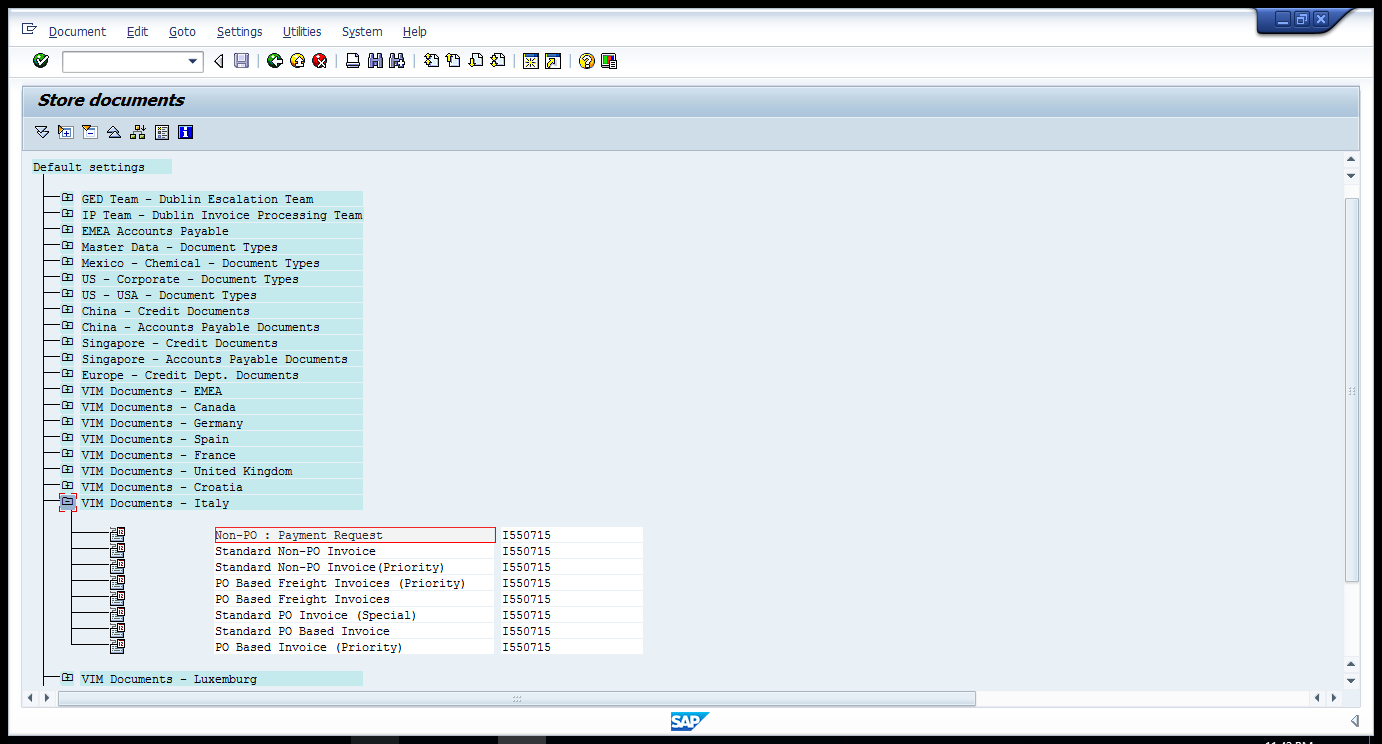 Document Edit Goto Settings Utilities System Help
Store documents
Default settings
GED Team - Dublin Escalation Team
IP Team - Dublin Invoice Processing Team
EMEA Accounts Payable
Master Data - Document Types
Mexico - Chemical - Document Types
US - Corporate - Document Types
US - USA - Document Types
China - Credit Documents
China - Accounts Payable Documents
Singapore - Credit Documents
Singapore - Accounts Payable Documents
Europe - Credit Dept. Documents
VIM Documents - EMEA
VIM Documents - Canada
VIM Documents - Germany
VIM Documents - Spain
VIM Documents - France
VIM Documents - United Kingdom
VIM Documents - Croatia
VIM Documents - Italy
Non-PO : Payment Request I550715
Standard Non-PO Invoice I550715
Standard Non-PO Invoice(Priority) I550715
PO Based Freight Invoices (Priority) I550715
PO Based Freight Invoices I550715
Standard PO Invoice (Special) I550715
Standard PO Based Invoice I550715
PO Based Invoice (Priority) I550715
VIM Documents - Luxemburg
SAP